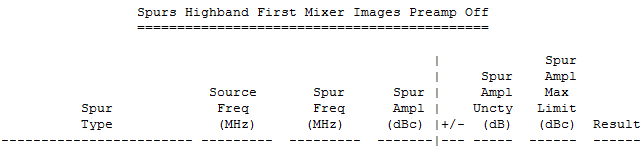 Spurs Highband First Mixer Images Preamp Off
============================================
| Spur
| Spur Ampl
Source Spur Spur | Ampl Max
Spur Freq Freq Ampl | Uncty Limit
Type (MHz) (MHz) (dBc) |+/- (dB) (dBc) Result
------------------------ --------- --------- -------|--- ----- ------ ------